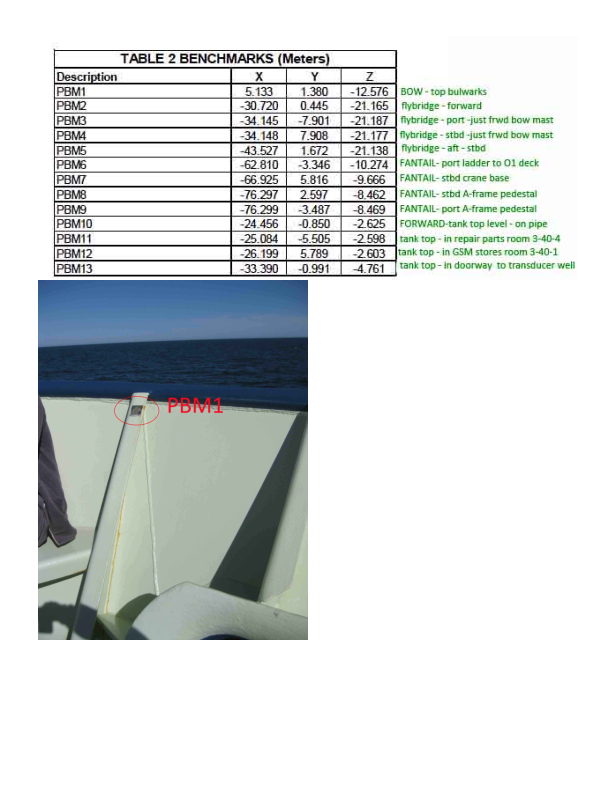 TABLE 2 BENCHMARKS (Meters)
Description X Y Z
PBM1 5.133 1.380 -12.576 BOW - top bulwarks
PBM2 -30.720 0.445 -21.165 flybridge - forward
PBM3 -34.145 -7.901 -21.187 flybridge - port -just frwd bow mast
PBM4 -34.148 7.908 -21.177 flybridge - stbd -just frwd bow mast
PBM5 -43.527 1.672 -21.138 flybridge - aft - stbd
PBM6 -62.810 -3.346 -10.274 FANTAIL- port ladder to O1 deck
PBM7 -66.925 5.816 -9.666 FANTAIL- stbd crane base
PBM8 -76.297 2.597 -8.462 FANTAIL- stbd A-frame pedestal
PBM9 -76.299 -3.487 -8.469 FANTAIL- port A-frame pedestal
PBM10 -24.456 -0.850 -2.625 FORWARD-tank top level - on pipe
PBM11 -25.084 -5.505 -2.598 tank top - in repair parts room 3-40-4
PBM12 -26.199 5.789 -2.603 tank top - in GSM stores room 3-40-1
PBM13 -33.390 -0.991 -4.761 tank top - in doorway to transducer well
PBM1